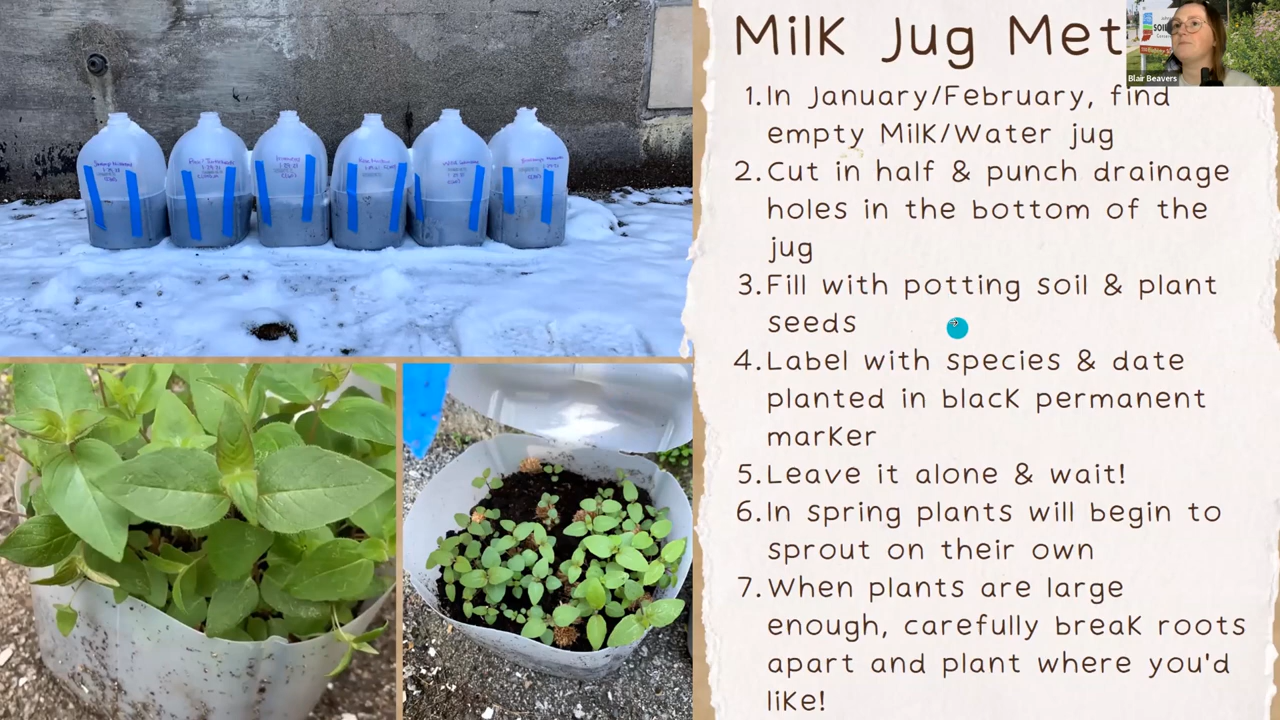 Milk Jug Met
Blair Beavers
1. In January/February, find
empty Milk/Water jug
2. Cut in half & punch drainage
holes in the bottom of the
jug
3. Fill with potting soil & plant
seeds
4. Label with species & date
planted in black permanent
marker
5. Leave it alone & wait!
6. In spring plants will begin to
sprout on their own
7. When plants are large
enough, carefully break roots
apart and plant where you'd
like!